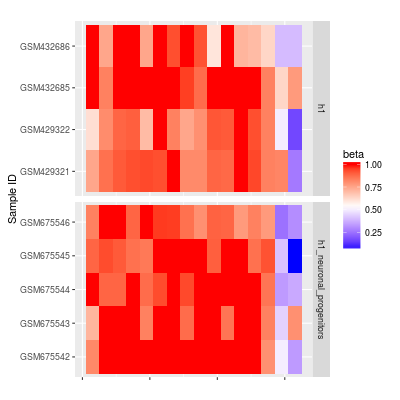 GSM432686
GSM432685
GSM429322
GSM429321
h1
GSM675546
GSM675545
GSM675544
GSM675543
GSM675542
h1_neuronal_progenitors
Sample ID
beta
1.00
0.75
0.50
0.25